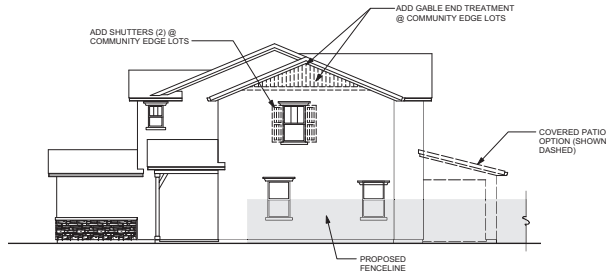 ADD GABLE END TREATMENT
@ COMMUNITY EDGE LOTS
ADD SHUTTERS (2) @
COMMUNITY EDGE LOTS
COVERED PATIO
OPTION (SHOWN
DASHED)
PROPOSED
FENCELINE